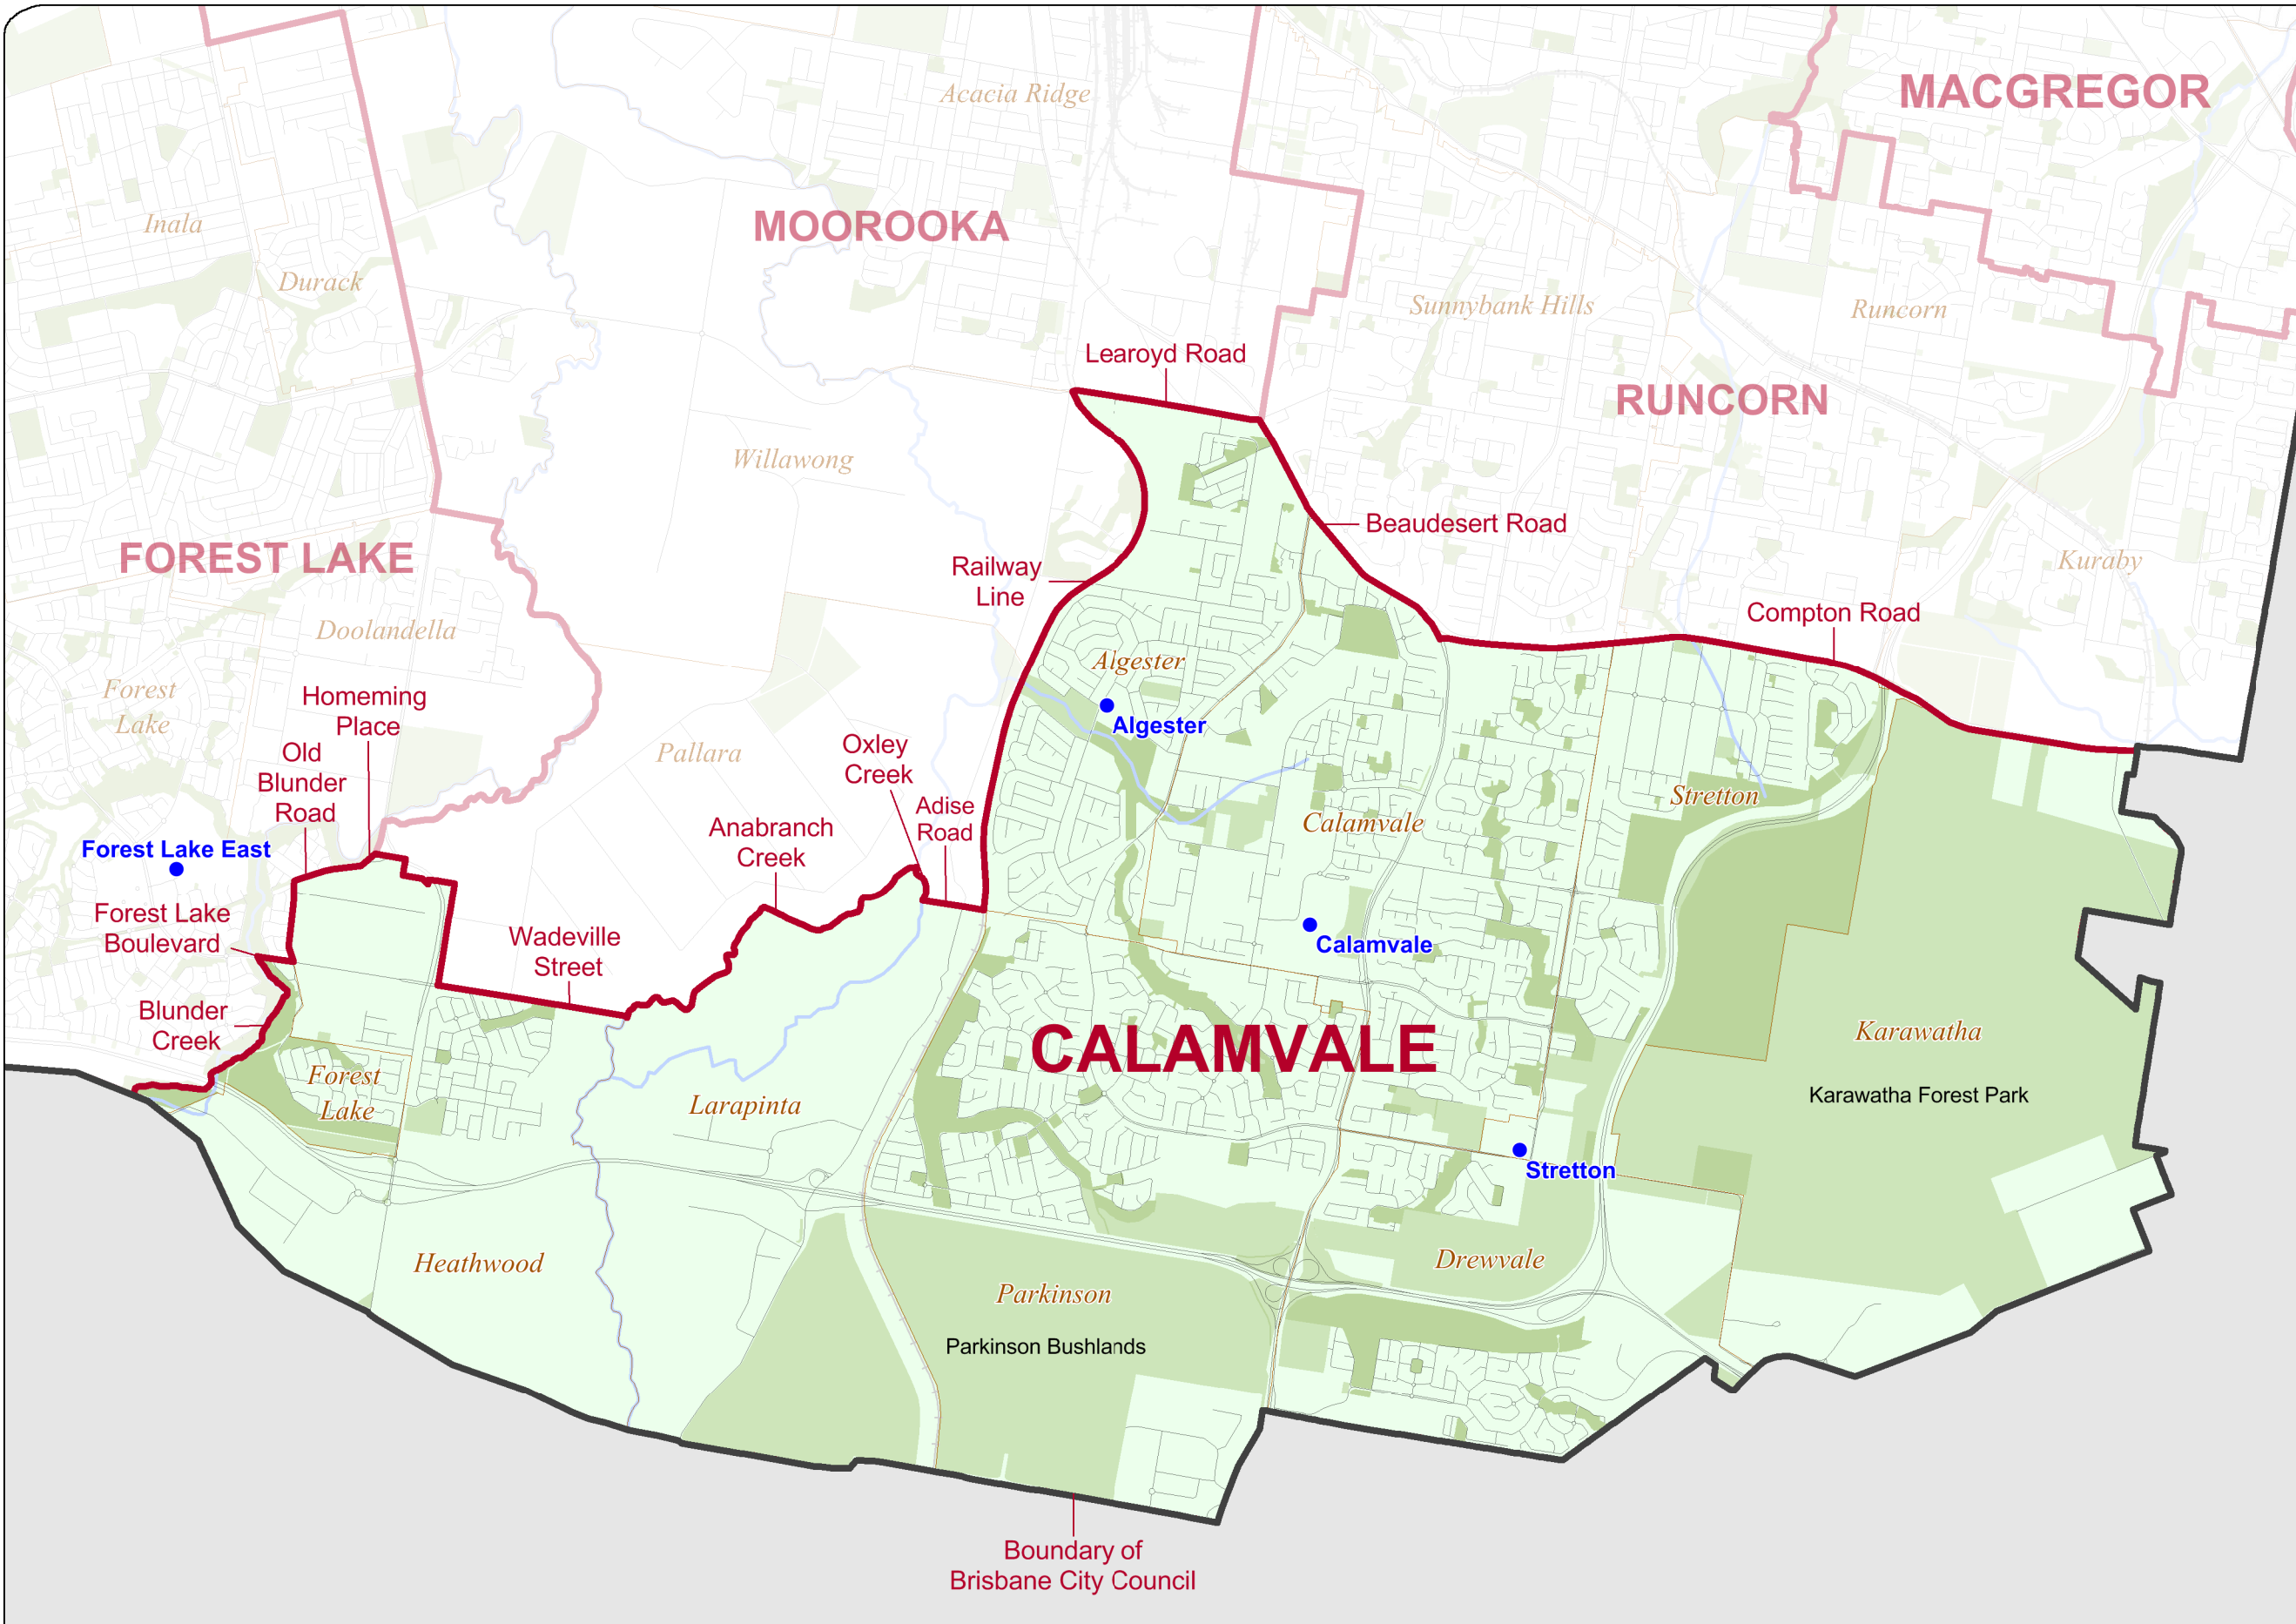 MACGREGOR
Acacia Ridge
Inala
MOOROOKA
Durack
Sunnybank Hills
Runcorn
Learoyd Road
RUNCORN
Willawong
Beaudesert Road
FOREST LAKE
Railway
Line
Kuraby
Compton Road
Doolandella
Algester
Forest
Lake
Homeming
Place
Algester
Old
Blunder
Road
Pallara
Oxley
Creek
Adise
Road
Stretton
Calamvale
Anabranch
Creek
Forest Lake East
Forest Lake
Boulevard
Wadeville
Street
Calamvale
Blunder
Creek
CALAMVALE
Karawatha
Forest
Lake
Larapinta
Karawatha Forest Park
Stretton
Heathwood
Drewvale
Parkinson
Parkinson Bushlands
Boundary of
Brisbane City Council